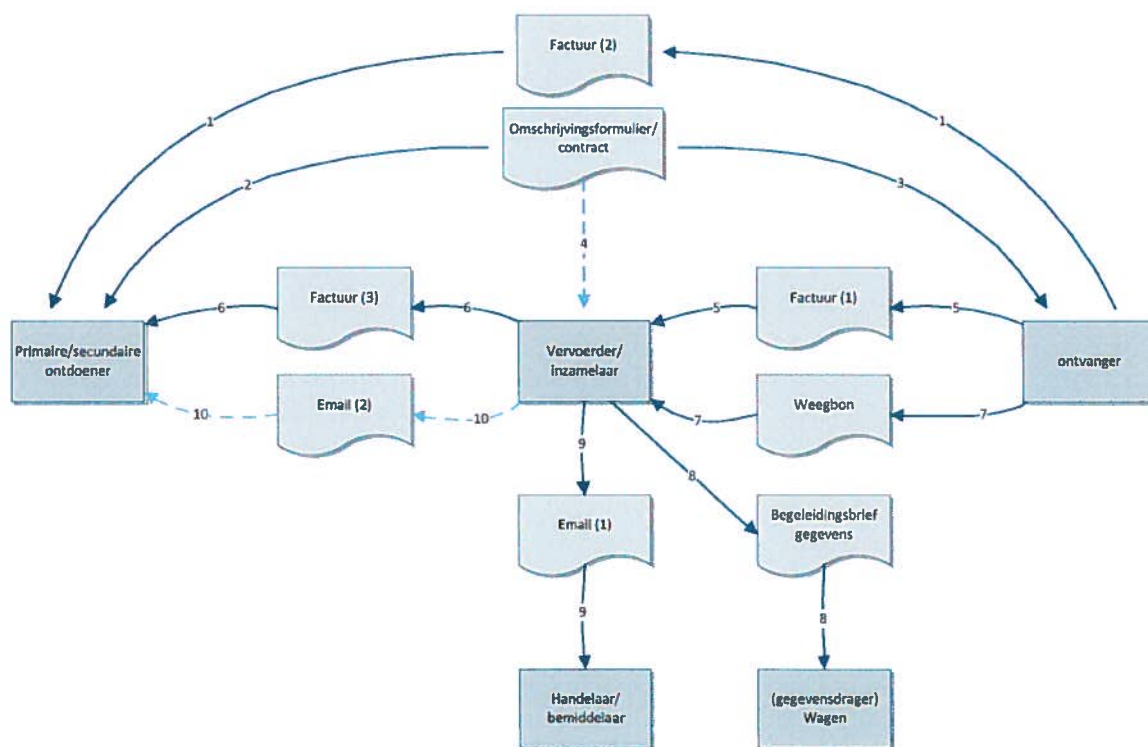 Factuur (2)
1
1
Omschrijvingsformulier/
contract
2
3
4
Factuur (3)
Factuur (1)
6
6
5
5
Primaire/secundaire
ontdoener
Vervoerder/
inzamelaar
ontvanger
Email (2)
Weegbon
10
10
7
7
9
8
Email (1)
Begeleidingsbrief
gegevens
9
8
Handelaar/
bemiddelaar
(gegevensdrager)
Wagen